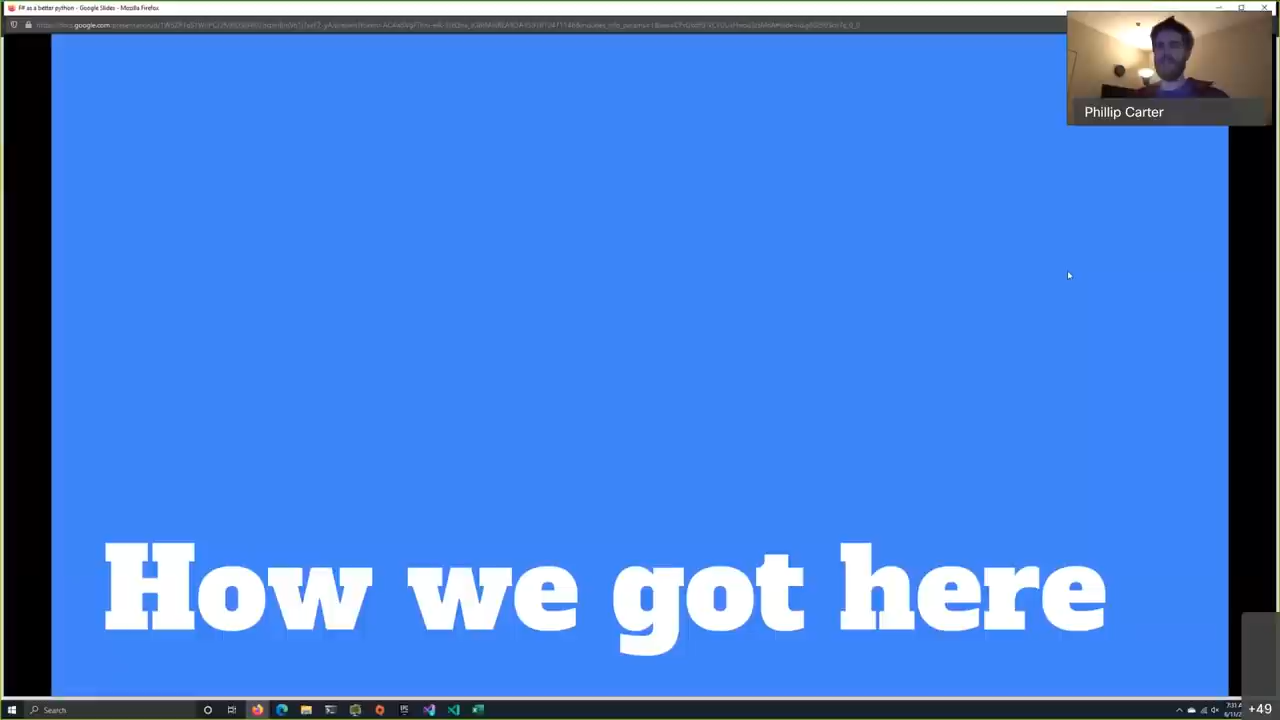 F# as a better python - Google Slides - Mozilla Firefox
Phillip Carter
How we got here
Search
+49